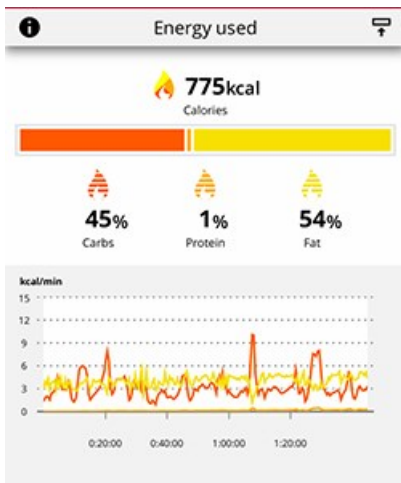 Energy used
775kcal
Calories
45% 1% 54%
Carbs Protein Fat
kcal/min
15
12
9
6
3
0
0:20:00 0:40:00 1:00:00 1:20:00